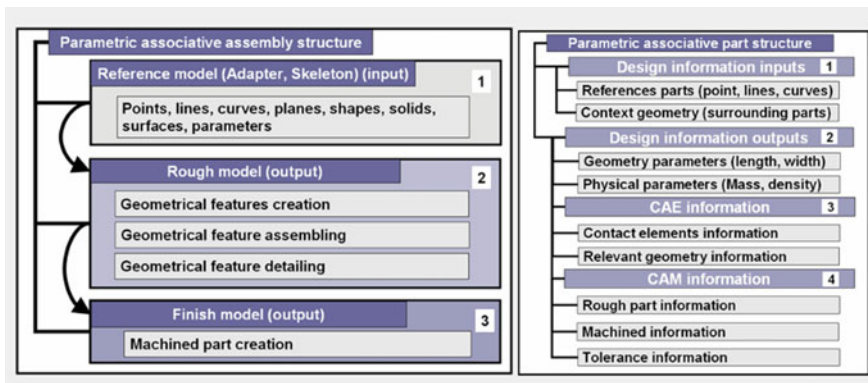 Parametric associative assembly structure
Reference model (Adapter, Skeleton) (input)
1
Points, lines, curves, planes, shapes, solids,
surfaces, parameters
Rough model (output)
2
Geometrical features creation
Geometrical feature assembling
Geometrical feature detailing
Finish model (output)
3
Machined part creation
Parametric associative part structure
Design information inputs
1
References parts (point, lines, curves)
Context geometry (surrounding parts)
Design information outputs
2
Geometry parameters (length, width)
Physical parameters (Mass, density)
CAE information
3
Contact elements information
Relevant geometry information
CAM information
4
Rough part information
Machined information
Tolerance information